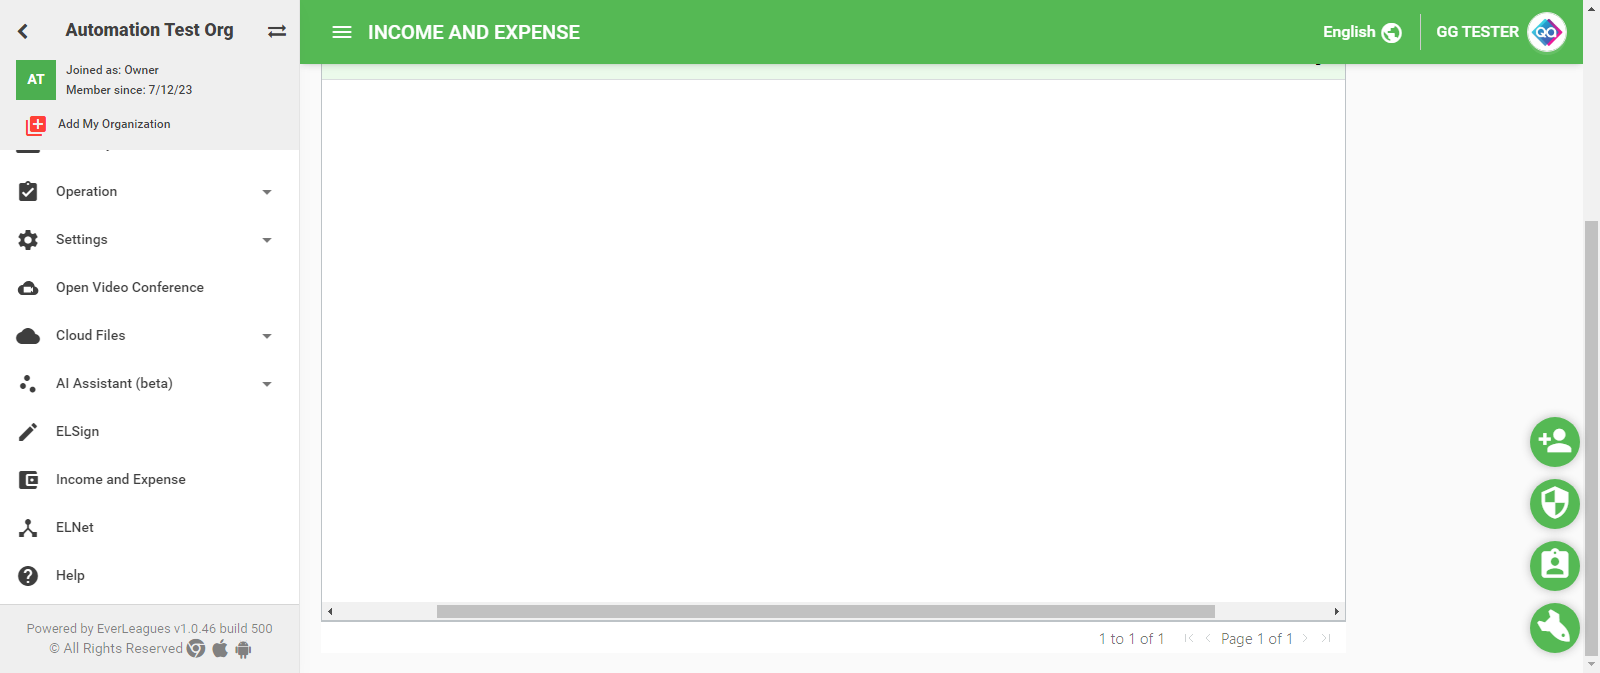 Automation Test Org
AT
Joined as: Owner
Member since: 7/12/23
Add My Organization
Operation
Settings
Open Video Conference
Cloud Files
AI Assistant (beta)
ELSign
Income and Expense
ELNet
Help
Powered by EverLeagues v1.0.46 build 500
© All Rights Reserved
INCOME AND EXPENSE
English
GG TESTER
QA
1 to 1 of 1
Page 1 of 1